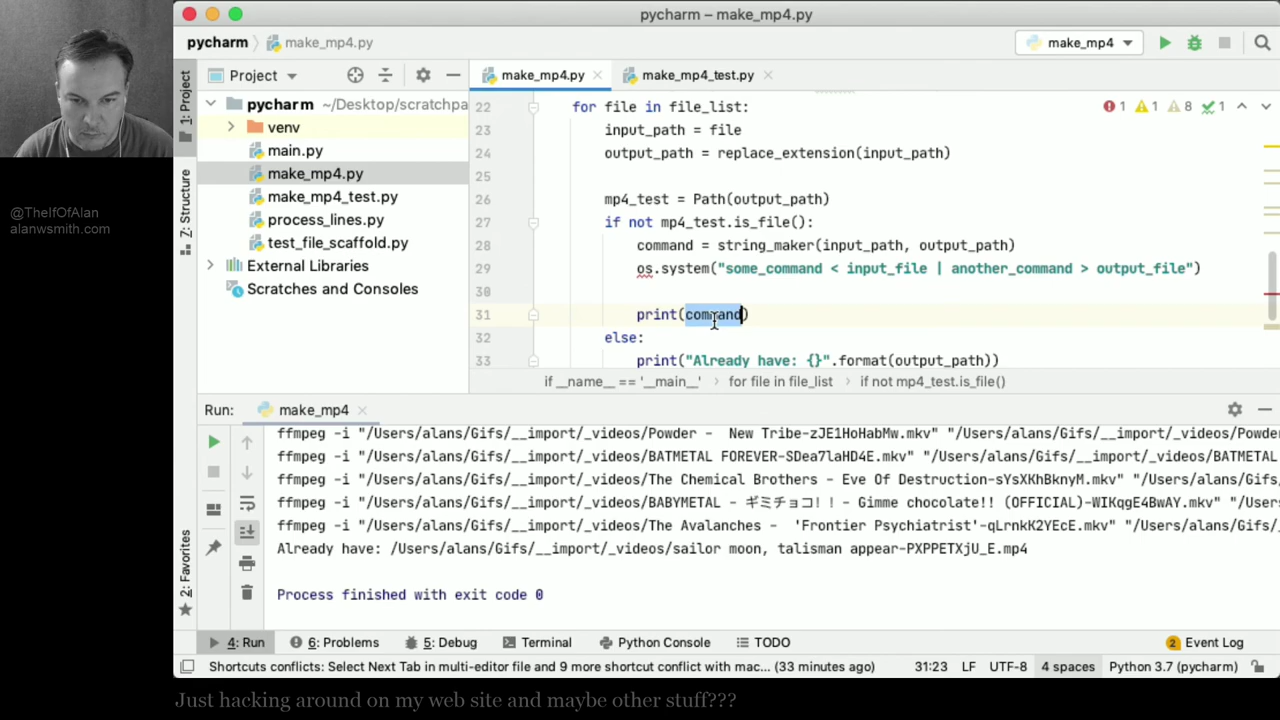 pycharm – make_mp4.py
pycharm
make_mp4.py
make_mp4
1: Project
Project
make_mp4.py
make_mp4_test.py
pycharm ~/Desktop/scratchpa
venv
main.py
make_mp4.py
make_mp4_test.py
process_lines.py
test_file_scaffold.py
External Libraries
Scratches and Consoles
7: Structure
@TheIfOfAlan
alanwsmith.com
1 1 8 1
22 for file in file_list:
23 input_path = file
24 output_path = replace_extension(input_path)
25
26 mp4_test = Path(output_path)
27 if not mp4_test.is_file():
28 command = string_maker(input_path, output_path)
29 os.system("some_command < input_file | another_command > output_file")
30
31 print(command)
32 else:
33 print("Already have: {}".format(output_path))
if __name__ == '__main__' for file in file_list if not mp4_test.is_file()
Run: make_mp4
2: Favorites
ffmpeg -i "/Users/alans/Gifs/__import/_videos/Powder -  New Tribe-zJE1HoHabMw.mkv" "/Users/alans/Gifs/__import/_videos/Powde
ffmpeg -i "/Users/alans/Gifs/__import/_videos/BATMETAL FOREVER-SDea7laHD4E.mkv" "/Users/alans/Gifs/__import/_videos/BATMETAL
ffmpeg -i "/Users/alans/Gifs/__import/_videos/The Chemical Brothers - Eve Of Destruction-sYsXKhBknyM.mkv" "/Users/alans/Gifs/
ffmpeg -i "/Users/alans/Gifs/__import/_videos/BABYMETAL - ギミチョコ！！- Gimme chocolate!! (OFFICIAL)-WIKqgE4BwAY.mkv" "/Users
ffmpeg -i "/Users/alans/Gifs/__import/_videos/The Avalanches -  'Frontier Psychiatrist'-qLrnkK2YEcE.mkv" "/Users/alans/Gifs/_
Already have: /Users/alans/Gifs/__import/_videos/sailor moon, talisman appear-PXPPETXjU_E.mp4
Process finished with exit code 0
4: Run 6: Problems 5: Debug Terminal Python Console TODO 2 Event Log
Shortcuts conflicts: Select Next Tab in multi-editor file and 9 more shortcut conflict with mac... (33 minutes ago) 31:23 LF UTF-8 4 spaces Python 3.7 (pycharm)
Just hacking around on my web site and maybe other stuff???